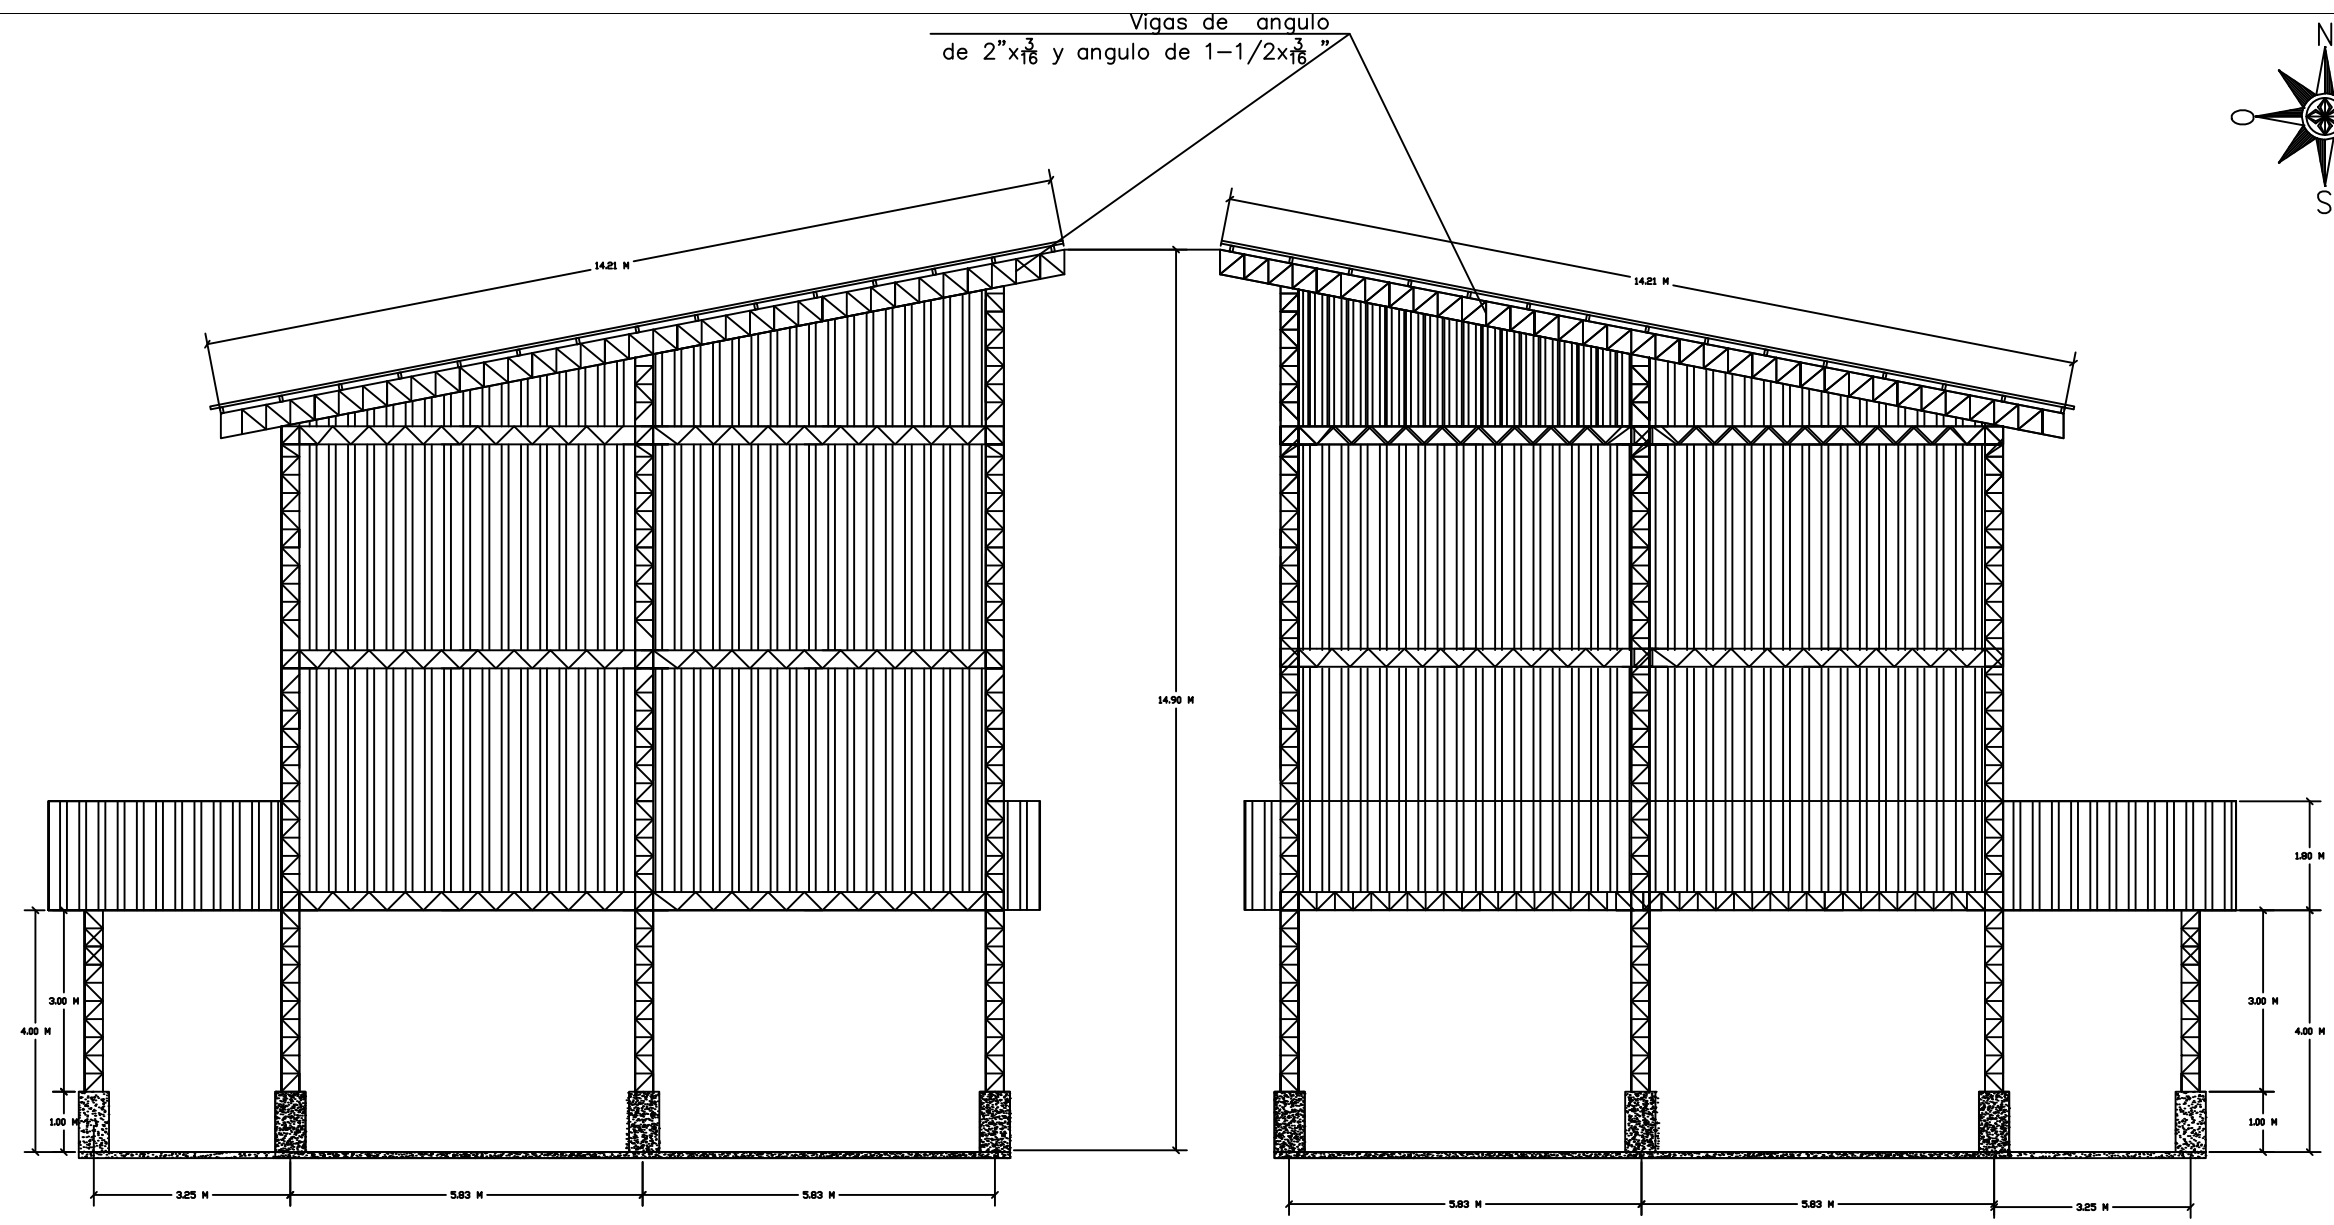 Vigas de angulo
de 2"x3/16 y angulo de 1-1/2x3/16 "
N
O
S
14.21 M
14.21 M
14.90 M
1.80 M
3.00 M
4.00 M
1.00 M
3.00 M
4.00 M
1.00 M
3.25 M
5.83 M
5.83 M
5.83 M
5.83 M
3.25 M